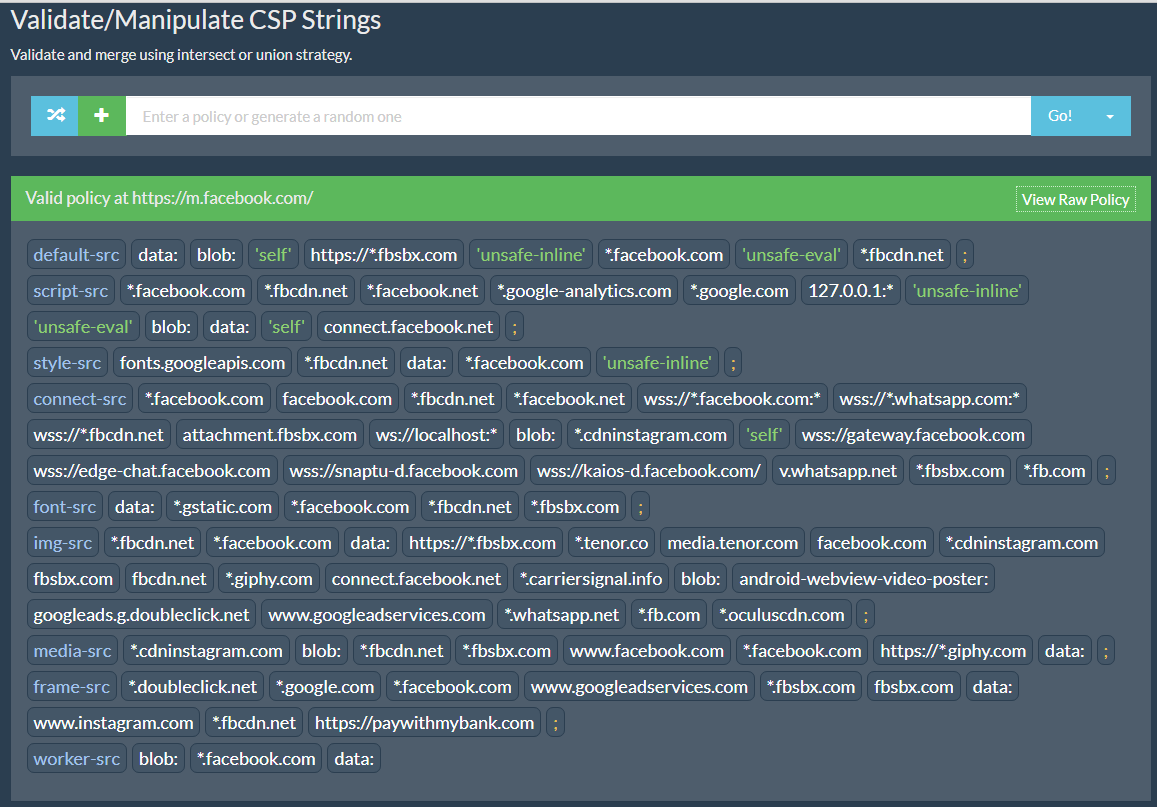 Validate/Manipulate CSP Strings
Validate and merge using intersect or union strategy.
Enter a policy or generate a random one Go!
Valid policy at https://m.facebook.com/ View Raw Policy
default-src data: blob: 'self' https://*.fbsbx.com 'unsafe-inline' *.facebook.com 'unsafe-eval' *.fbcdn.net ;
script-src *.facebook.com *.fbcdn.net *.facebook.net *.google-analytics.com *.google.com 127.0.0.1:* 'unsafe-inline'
'unsafe-eval' blob: data: 'self' connect.facebook.net ;
style-src fonts.googleapis.com *.fbcdn.net data: *.facebook.com 'unsafe-inline' ;
connect-src *.facebook.com facebook.com *.fbcdn.net *.facebook.net wss://*.facebook.com:* wss://*.whatsapp.com:*
wss://*.fbcdn.net attachment.fbsbx.com ws://localhost:* blob: *.cdninstagram.com 'self' wss://gateway.facebook.com
wss://edge-chat.facebook.com wss://snaptu-d.facebook.com wss://kaios-d.facebook.com/ v.whatsapp.net *.fbsbx.com *.fb.com ;
font-src data: *.gstatic.com *.facebook.com *.fbcdn.net *.fbsbx.com ;
img-src *.fbcdn.net *.facebook.com data: https://*.fbsbx.com *.tenor.co media.tenor.com facebook.com *.cdninstagram.com
fbsbx.com fbcdn.net *.giphy.com connect.facebook.net *.carriersignal.info blob: android-webview-video-poster:
googleads.g.doubleclick.net www.googleadservices.com *.whatsapp.net *.fb.com *.oculuscdn.com ;
media-src *.cdninstagram.com blob: *.fbcdn.net *.fbsbx.com www.facebook.com *.facebook.com https://*.giphy.com data: ;
frame-src *.doubleclick.net *.google.com *.facebook.com www.googleadservices.com *.fbsbx.com fbsbx.com data:
www.instagram.com *.fbcdn.net https://paywithmybank.com ;
worker-src blob: *.facebook.com data: